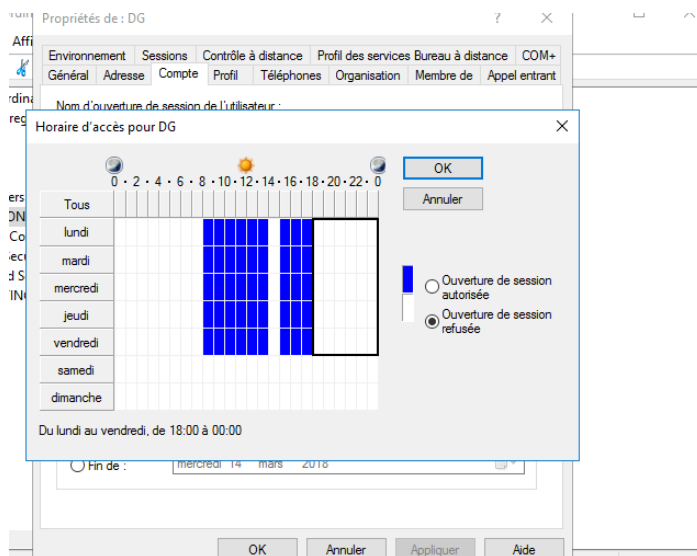 Propriétés de : DG
?
Affi
Environnement Sessions Contrôle à distance Profil des services Bureau à distance COM+
Général Adresse Compte Profil Téléphones Organisation Membre de Appel entrant
Nom d'ouverture de session de l'utilisateur :
Horaire d'accès pour DG
0 · 2 · 4 · 6 · 8 · 10 · 12 · 14 · 16 · 18 · 20 · 22 · 0
OK
Annuler
Tous
lundi
mardi
mercredi
jeudi
vendredi
samedi
dimanche
Ouverture de session
autorisée
Ouverture de session
refusée
Du lundi au vendredi, de 18:00 à 00:00
Fin de : mercredi 14 mars 2018
OK Annuler Appliquer Aide